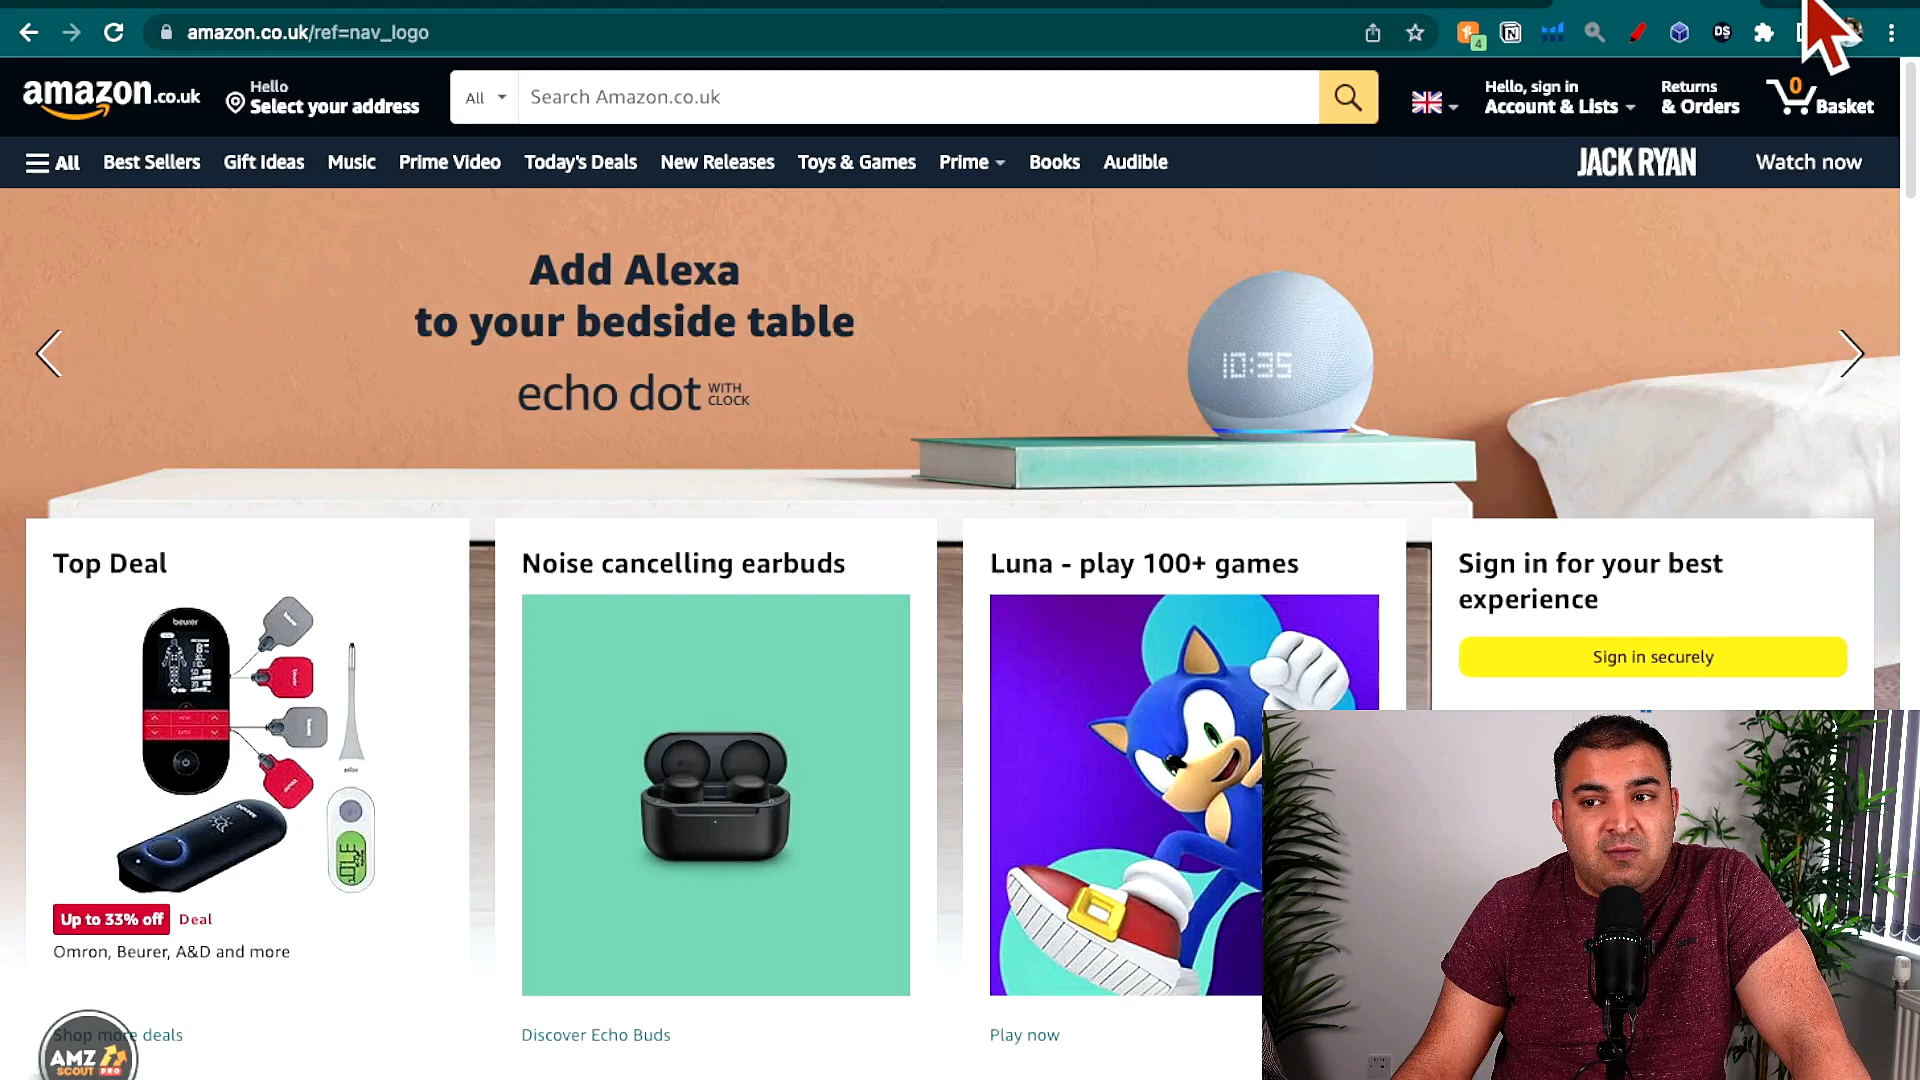 amazon.co.uk/ref=nav_logo
4
DS
amazon.co.uk
Hello
Select your address
All
Search Amazon.co.uk
Hello, sign in
Account & Lists
Returns
& Orders
0
Basket
All
Best Sellers
Gift Ideas
Music
Prime Video
Today's Deals
New Releases
Toys & Games
Prime
Books
Audible
JACK RYAN
Watch now
Add Alexa
to your bedside table
echo dot WITH
CLOCK
10:35
Top Deal
Noise cancelling earbuds
Luna - play 100+ games
Sign in for your best
experience
Sign in securely
beurer
Up to 33% off
Deal
Omron, Beurer, A&D and more
Shop more deals
Discover Echo Buds
Play now
AMZ
SCOUT PRO